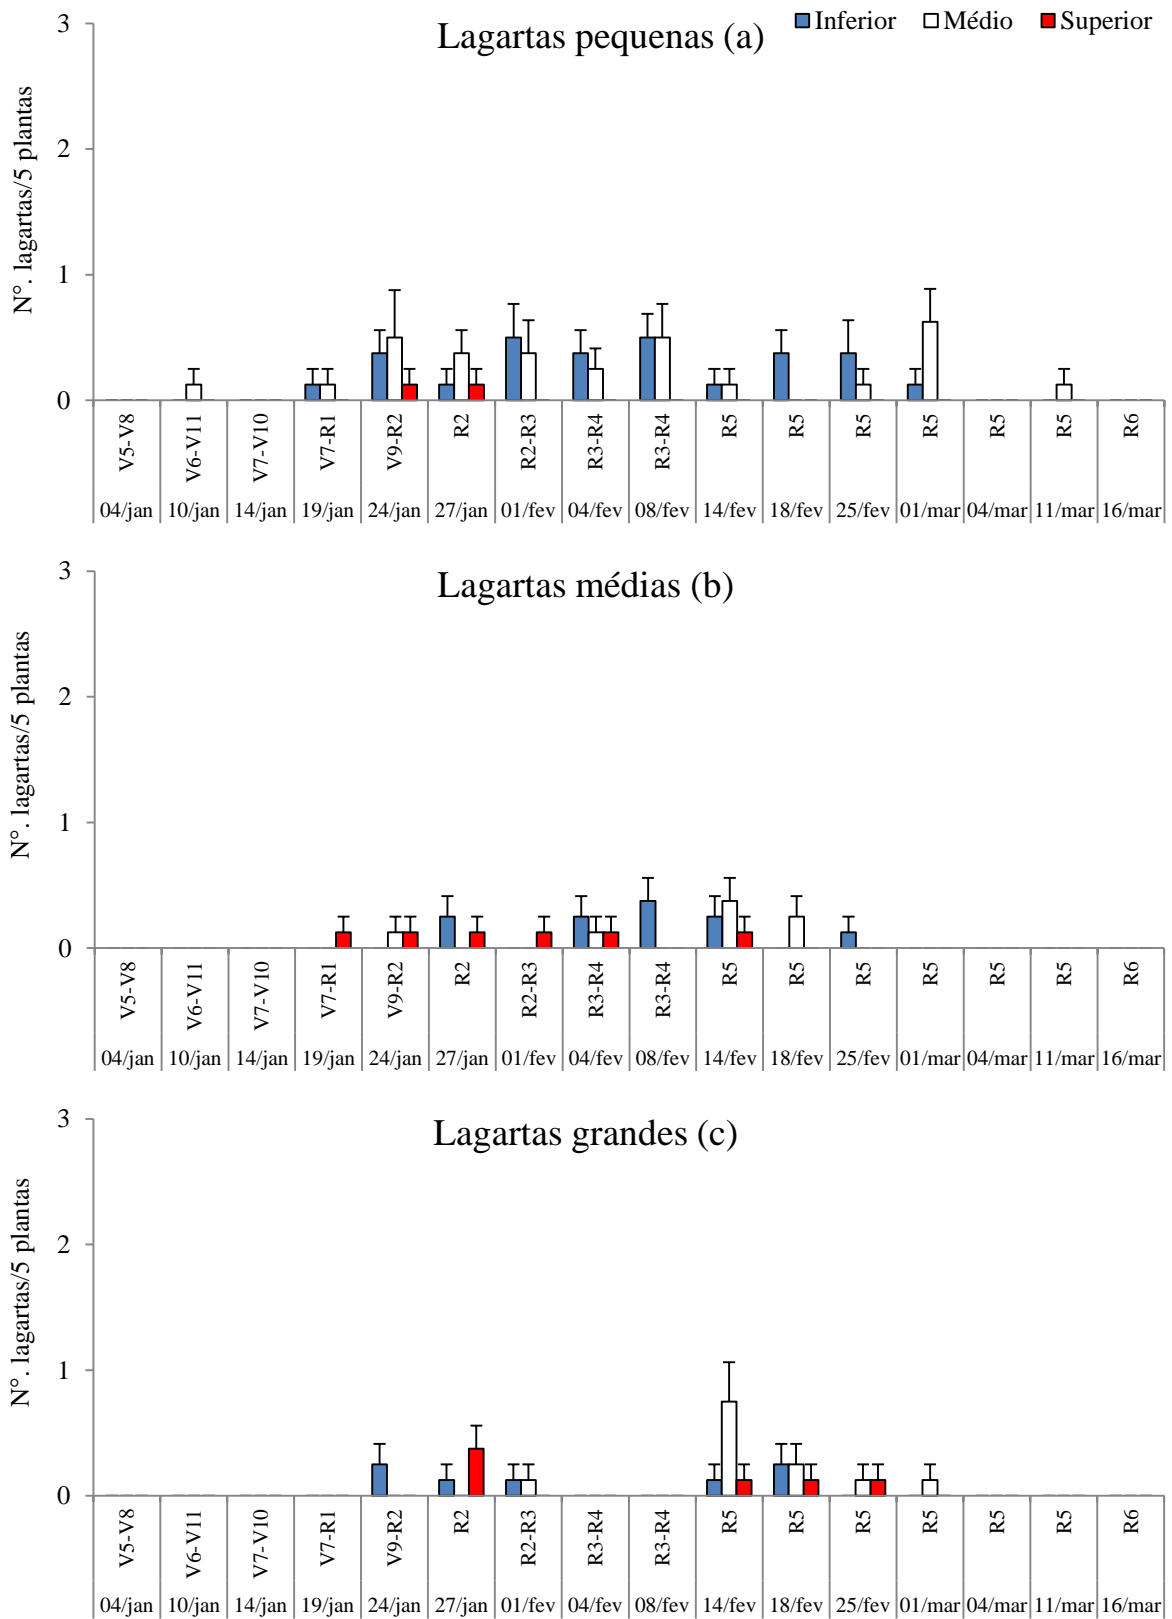 Lagartas pequenas (a)
Inferior Médio Superior
N°. lagartas/5 plantas
3
2
1
0
V5-V8 V6-V11 V7-V10 V7-R1 V9-R2 R2 R2-R3 R3-R4 R3-R4 R5 R5 R5 R5 R5 R5 R6
04/jan 10/jan 14/jan 19/jan 24/jan 27/jan 01/fev 04/fev 08/fev 14/fev 18/fev 25/fev 01/mar 04/mar 11/mar 16/mar
Lagartas médias (b)
N°. lagartas/5 plantas
3
2
1
0
V5-V8 V6-V11 V7-V10 V7-R1 V9-R2 R2 R2-R3 R3-R4 R3-R4 R5 R5 R5 R5 R5 R5 R6
04/jan 10/jan 14/jan 19/jan 24/jan 27/jan 01/fev 04/fev 08/fev 14/fev 18/fev 25/fev 01/mar 04/mar 11/mar 16/mar
Lagartas grandes (c)
N°. lagartas/5 plantas
3
2
1
0
V5-V8 V6-V11 V7-V10 V7-R1 V9-R2 R2 R2-R3 R3-R4 R3-R4 R5 R5 R5 R5 R5 R5 R6
04/jan 10/jan 14/jan 19/jan 24/jan 27/jan 01/fev 04/fev 08/fev 14/fev 18/fev 25/fev 01/mar 04/mar 11/mar 16/mar